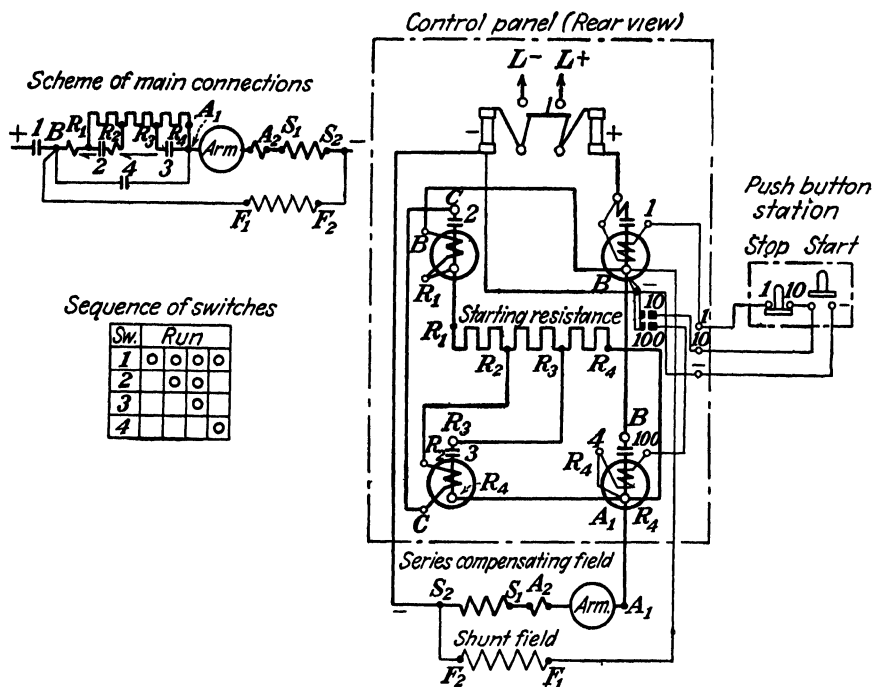 Control panel (Rear view)
L- L+
- +
Scheme of main connections
+ 1 B R1 R2 R3 R4 A1 Arm A2 S1 S2 -
2 4 3
F1 F2
C 2
B
R1
1
B -
10
100
Push button
station
Stop Start
1 10 -
1
10
-
Sequence of switches
Sw. Run
1
2
3
4
R1 Starting resistance
R2 R3 R4
R3
R2 3
R4
C
B
4 100
R4
A1 R4
Series compensating field
S2 S1 A2 Arm. A1
-
Shunt field
F2 F1